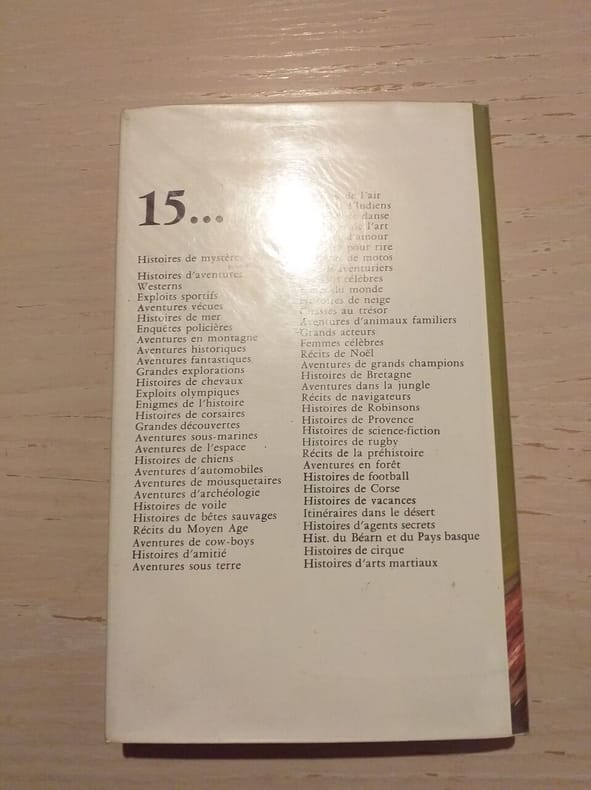 15...
Histoires de mystère
Histoires d'aventures
Westerns
Exploits sportifs
Aventures vécues
Histoires de mer
Enquêtes policières
Aventures en montagne
Aventures historiques
Aventures fantastiques
Grandes explorations
Histoires de chevaux
Exploits olympiques
Enigmes de l'histoire
Histoires de corsaires
Grandes découvertes
Aventures sous-marines
Aventures de l'espace
Histoires de chiens
Aventures d'automobiles
Aventures de mousquetaires
Aventures d'archéologie
Histoires de voile
Histoires de bêtes sauvages
Récits du Moyen Age
Aventures de cow-boys
Histoires d'amitié
Aventures sous terre
de l'air
d'Indiens
danse
de l'art
d'amour
pour rire
de motos
aventuriers
célèbres
du monde
Histoires de neige
Chasses au trésor
Aventures d'animaux familiers
Grands acteurs
Femmes célèbres
Récits de Noël
Aventures de grands champions
Histoires de Bretagne
Aventures dans la jungle
Récits de navigateurs
Histoires de Robinsons
Histoires de Provence
Histoires de science-fiction
Histoires de rugby
Récits de la préhistoire
Aventures en forêt
Histoires de football
Histoires de Corse
Histoires de vacances
Itinéraires dans le désert
Histoires d'agents secrets
Hist. du Béarn et du Pays basque
Histoires de cirque
Histoires d'arts martiaux